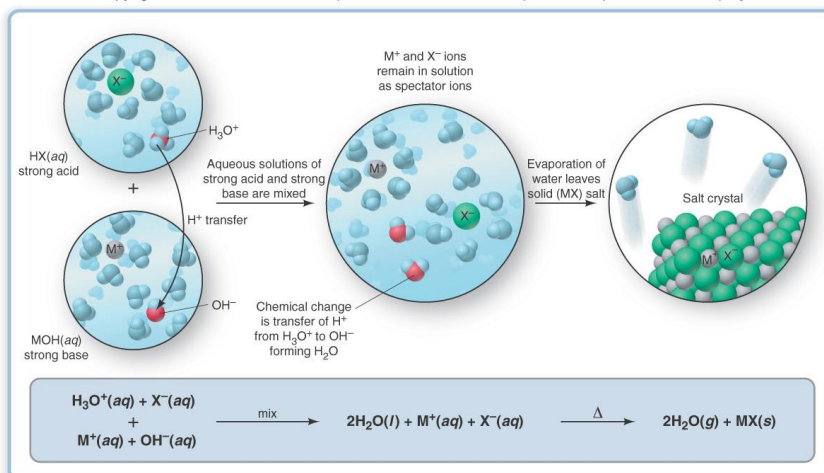 X⁻
H₃O⁺
HX(aq)
strong acid
+
M⁺
OH⁻
MOH(aq)
strong base
H⁺ transfer
Aqueous solutions of
strong acid and strong
base are mixed
M⁺ and X⁻ ions
remain in solution
as spectator ions
M⁺
X⁻
Chemical change
is transfer of H⁺
from H₃O⁺ to OH⁻
forming H₂O
Evaporation of
water leaves
solid (MX) salt
Salt crystal
M⁺ X⁻
H₃O⁺(aq) + X⁻(aq)
+
M⁺(aq) + OH⁻(aq)
mix
2H₂O(l) + M⁺(aq) + X⁻(aq)
Δ
2H₂O(g) + MX(s)